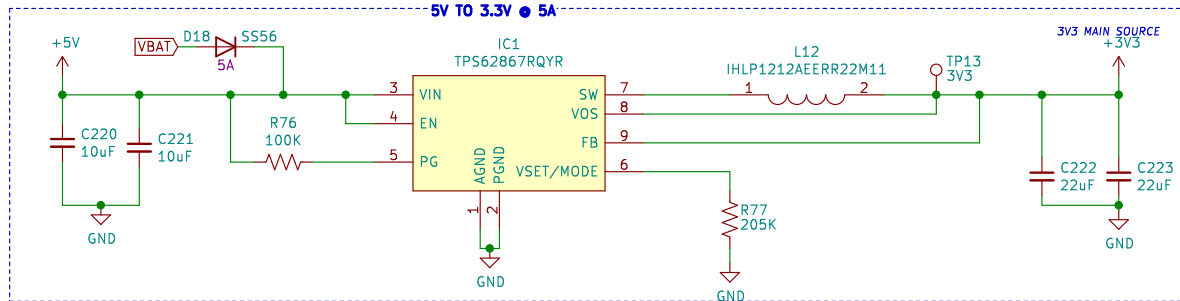 5V TO 3.3V @ 5A
3V3 MAIN SOURCE
+5V
VBAT
D18
SS56
5A
IC1
TPS62867RQYR
L12
IHLP1212AEERR22M11
TP13
3V3
+3V3
3
VIN
SW
7
1
2
VOS
8
4
EN
R76
100K
FB
9
5
PG
VSET/MODE
6
AGND
PGND
1
2
C220
10uF
C221
10uF
C222
22uF
C223
22uF
R77
205K
GND
GND
GND
GND